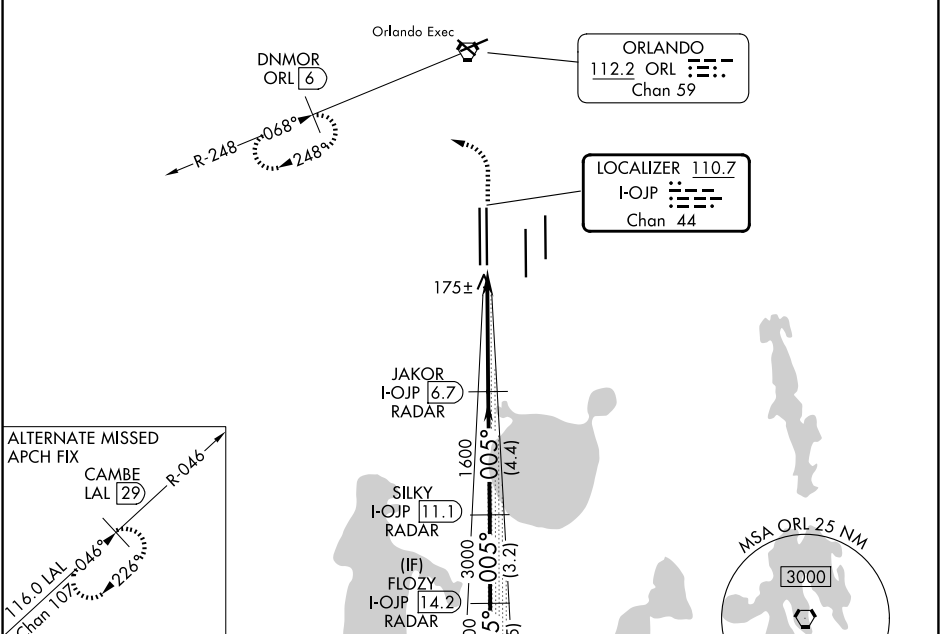 Orlando Exec
DNMOR
ORL 6
ORLANDO
112.2 ORL
Chan 59
R-248
068°
248°
LOCALIZER 110.7
I-OJP
Chan 44
175±
JAKOR
I-OJP 6.7
RADAR
1600
005°
(4.4)
ALTERNATE MISSED
APCH FIX
CAMBE
LAL 29
R-046
046°
226°
116.0 LAL
Chan 107
SILKY
I-OJP 11.1
RADAR
3000
005°
(3.2)
(IF)
FLOZY
I-OJP 14.2
RADAR
MSA ORL 25 NM
3000